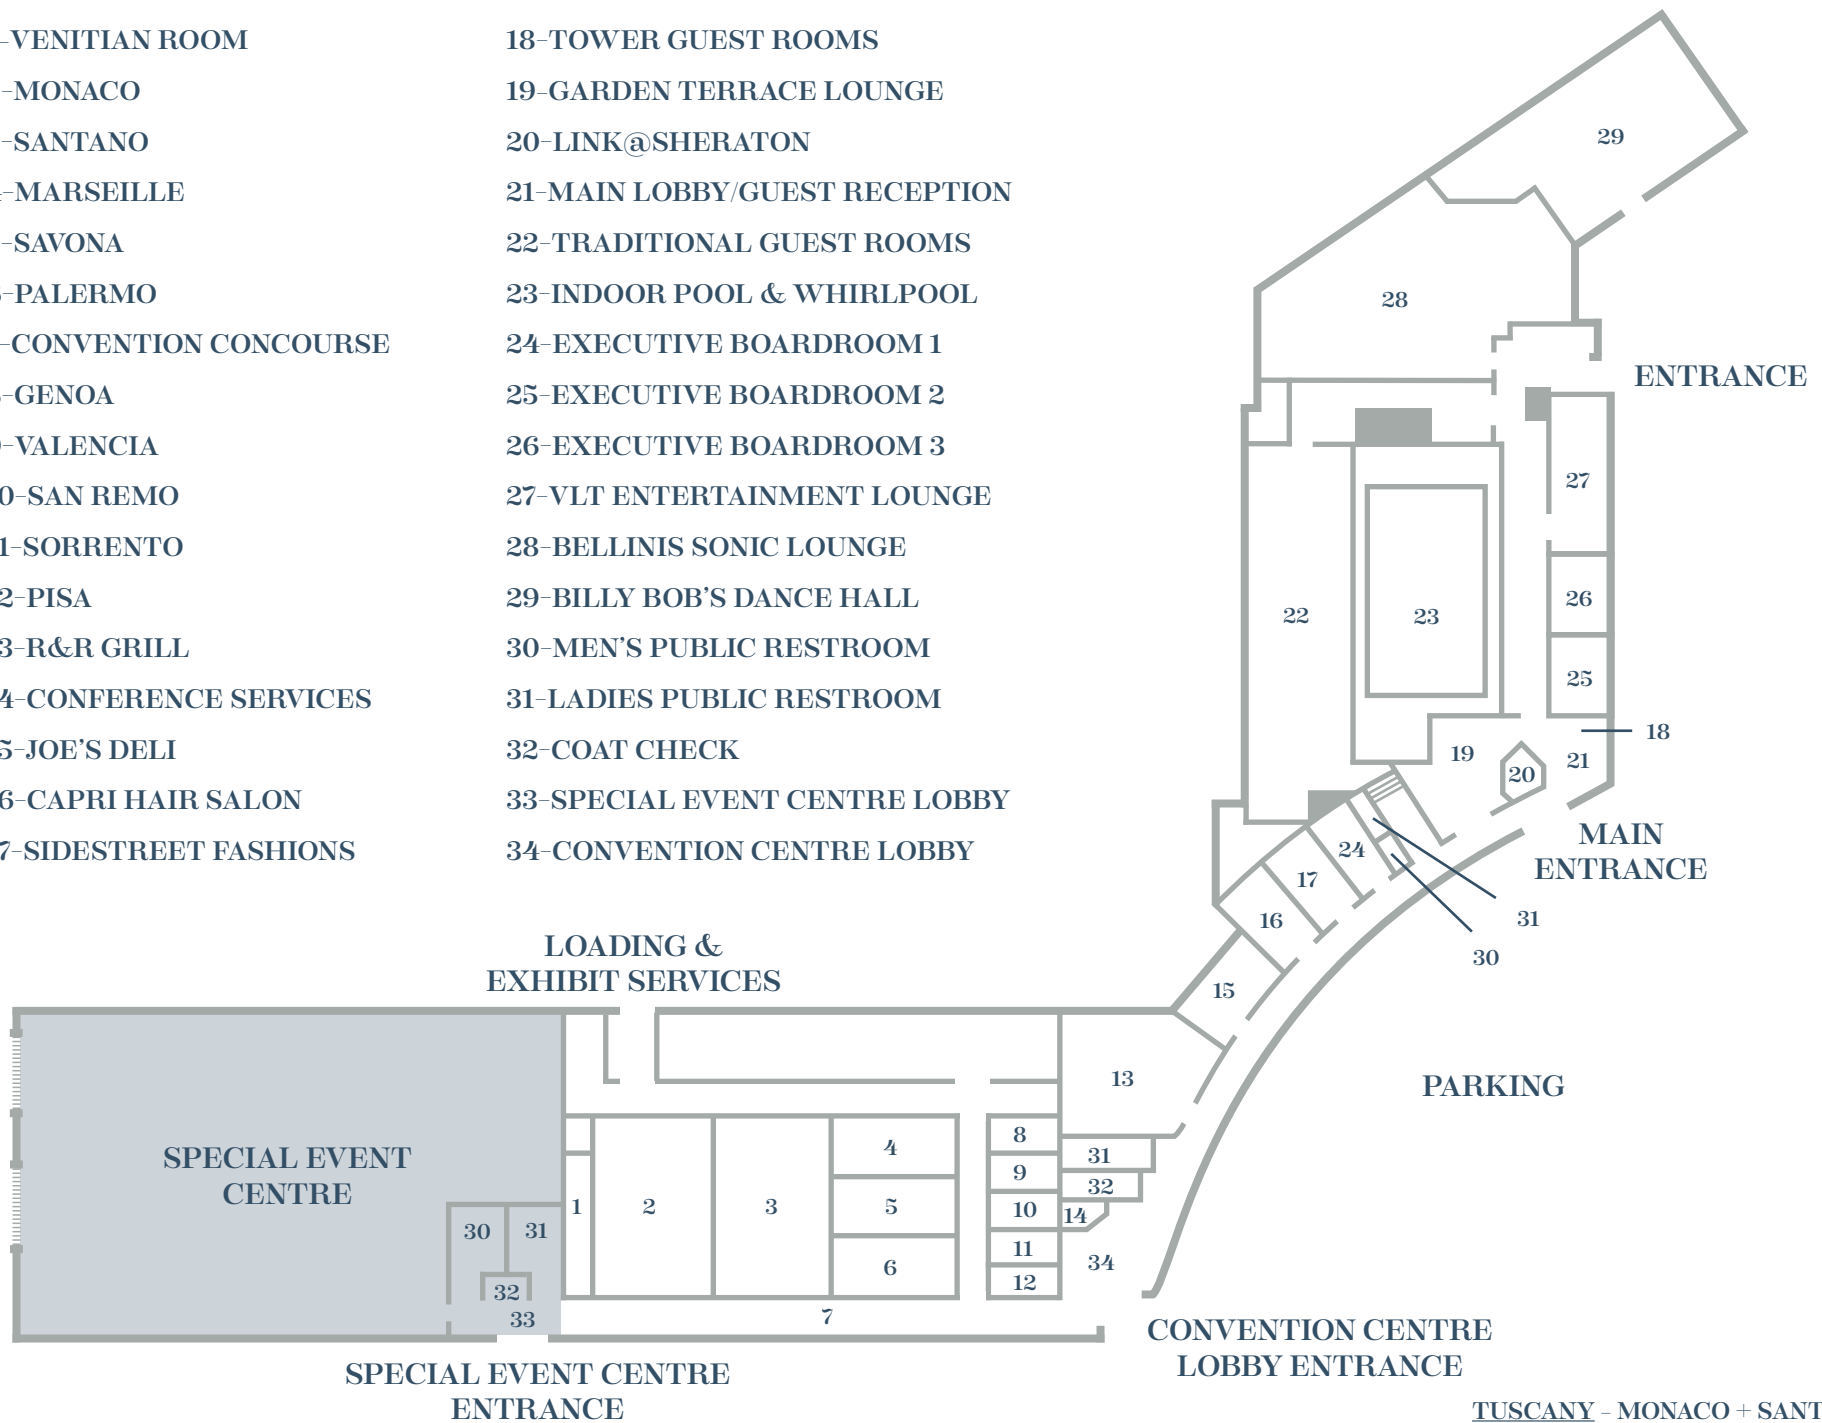 -VENITIAN ROOM
-MONACO
-SANTANO
-MARSEILLE
-SAVONA
-PALERMO
-CONVENTION CONCOURSE
-GENOA
-VALENCIA
0-SAN REMO
1-SORRENTO
2-PISA
3-R&R GRILL
4-CONFERENCE SERVICES
5-JOE'S DELI
6-CAPRI HAIR SALON
7-SIDESTREET FASHIONS
18-TOWER GUEST ROOMS
19-GARDEN TERRACE LOUNGE
20-LINK@SHERATON
21-MAIN LOBBY/GUEST RECEPTION
22-TRADITIONAL GUEST ROOMS
23-INDOOR POOL & WHIRLPOOL
24-EXECUTIVE BOARDROOM 1
25-EXECUTIVE BOARDROOM 2
26-EXECUTIVE BOARDROOM 3
27-VLT ENTERTAINMENT LOUNGE
28-BELLINIS SONIC LOUNGE
29-BILLY BOB'S DANCE HALL
30-MEN'S PUBLIC RESTROOM
31-LADIES PUBLIC RESTROOM
32-COAT CHECK
33-SPECIAL EVENT CENTRE LOBBY
34-CONVENTION CENTRE LOBBY
29
28
ENTRANCE
27
26
22
23
25
18
19
21
20
MAIN
ENTRANCE
24
17
16
31
30
15
LOADING &
EXHIBIT SERVICES
13
PARKING
SPECIAL EVENT
CENTRE
30
31
32
33
1
2
3
4
5
6
7
8
9
10
11
12
31
32
14
34
SPECIAL EVENT CENTRE
ENTRANCE
CONVENTION CENTRE
LOBBY ENTRANCE
TUSCANY - MONACO + SANT